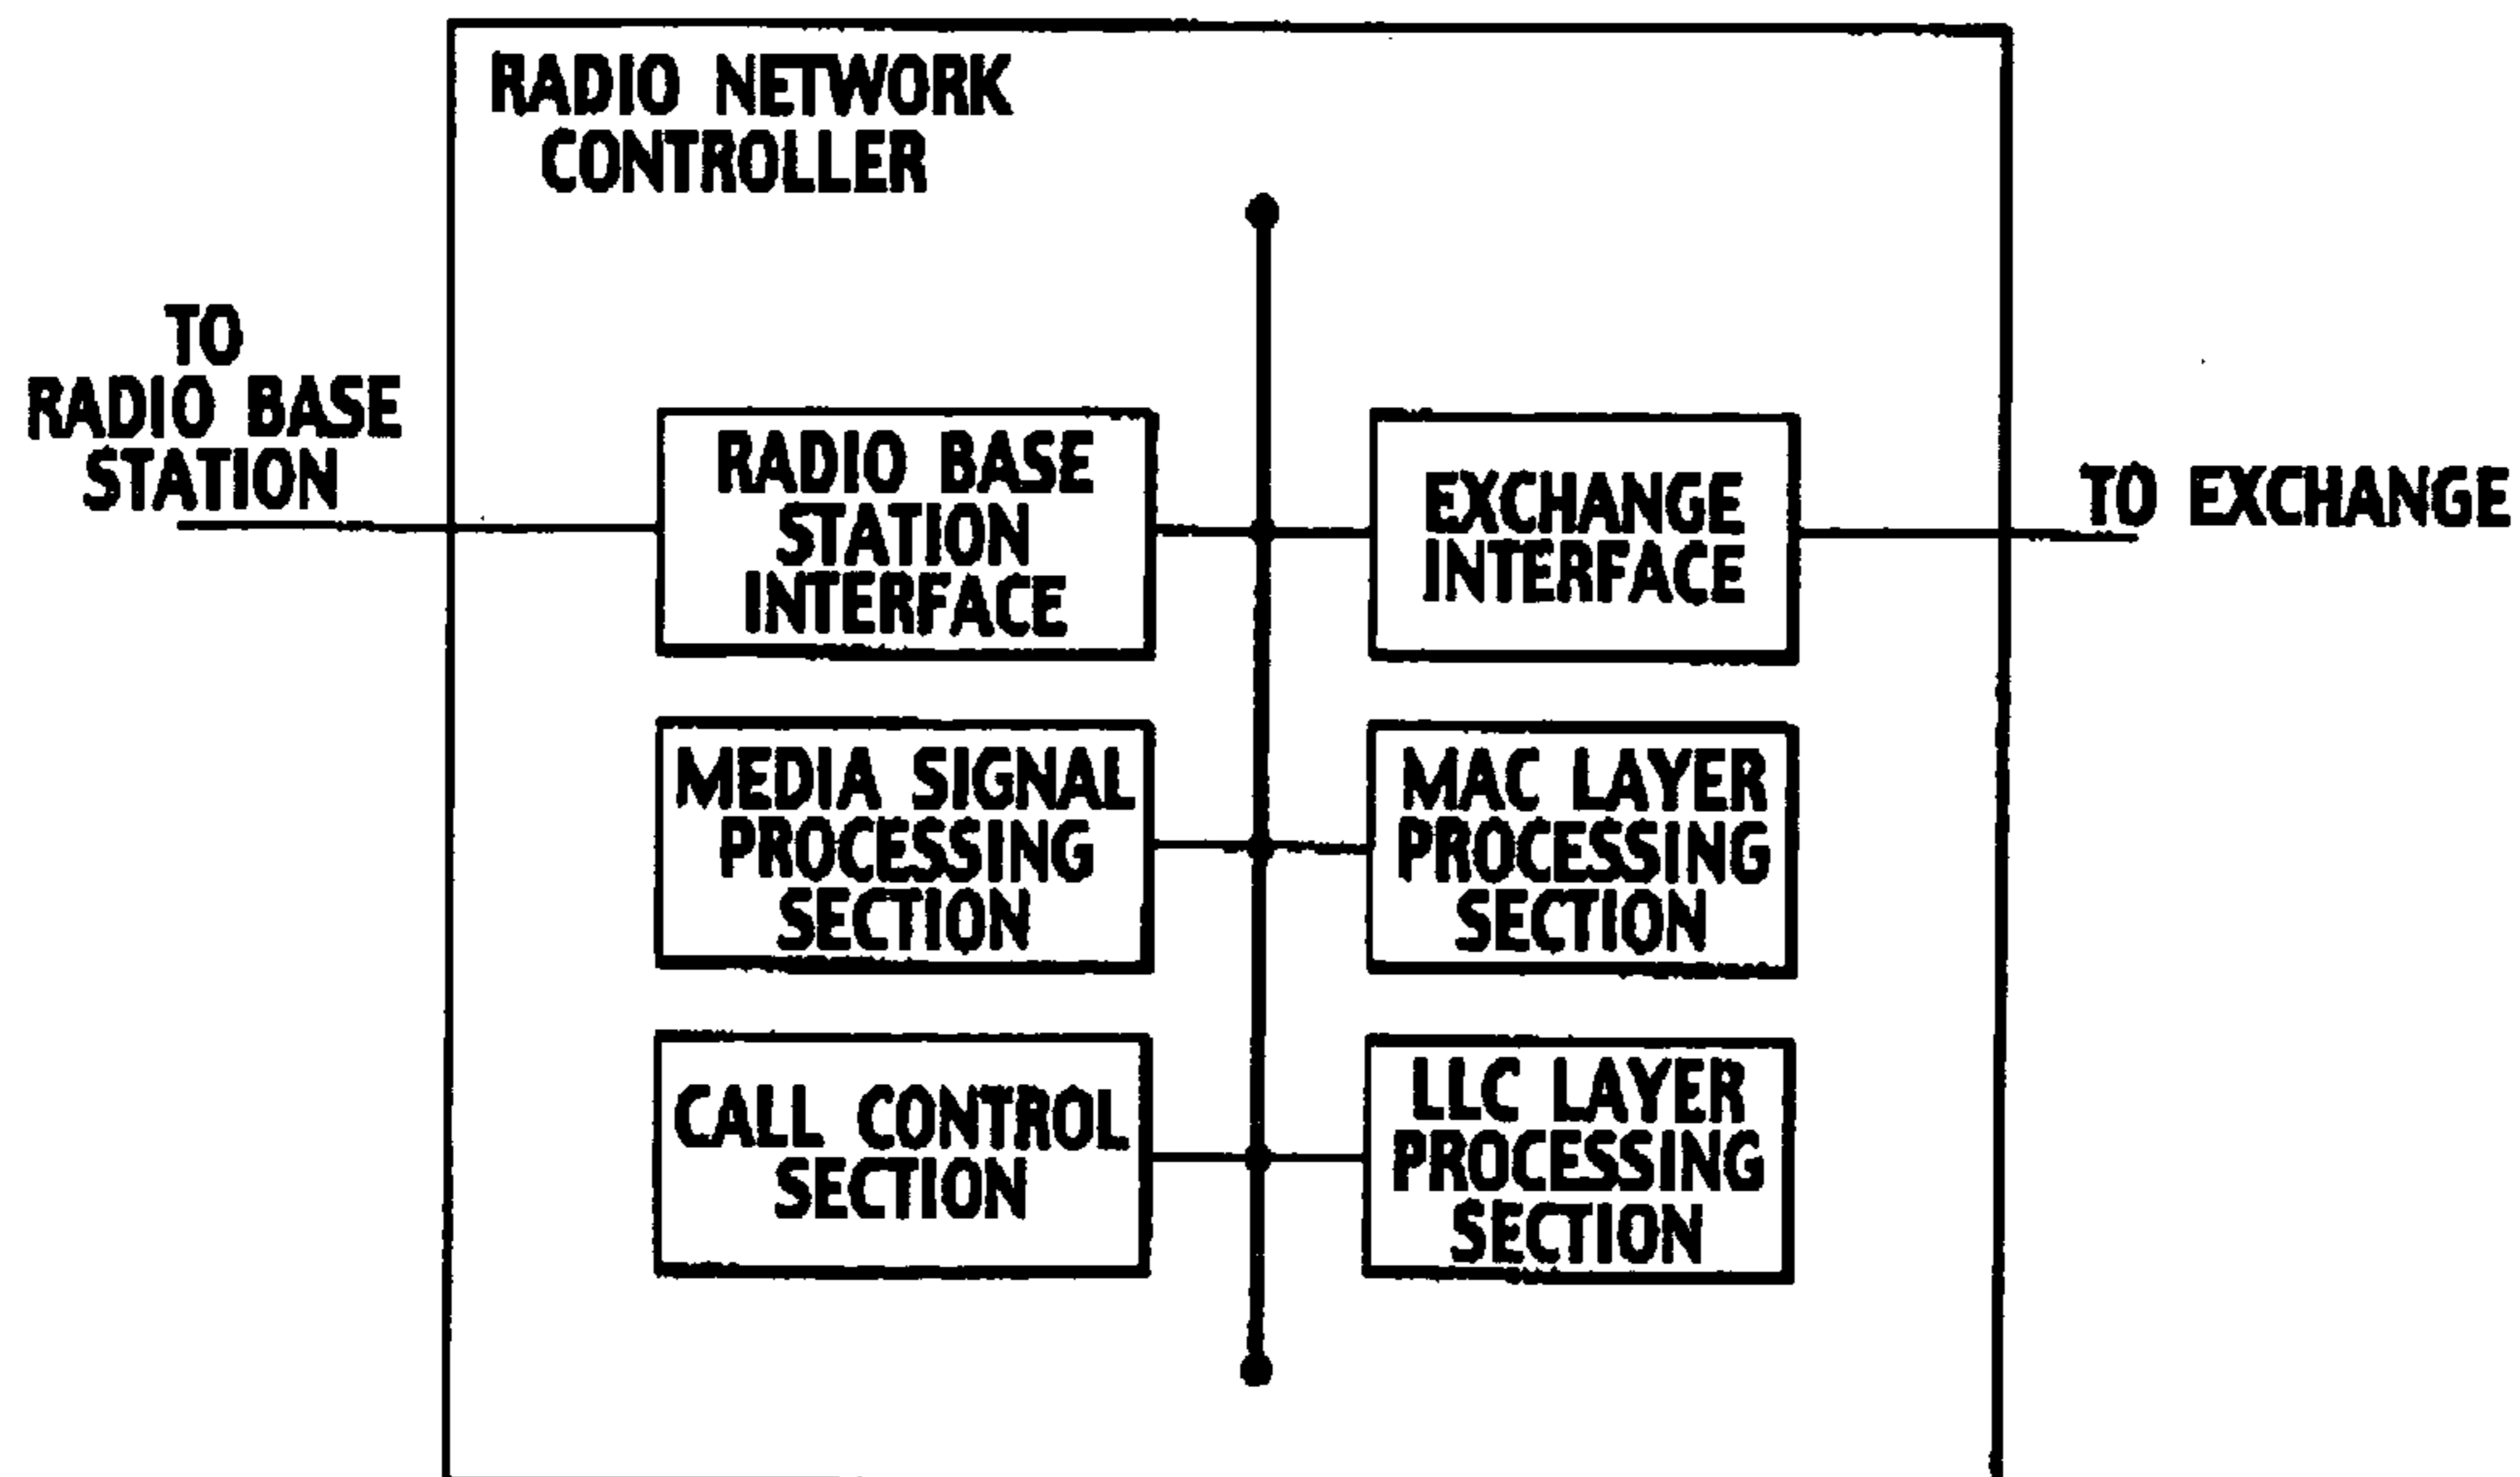 RADIO NETWORK
CONTROLLER
TO
RADIO BASE
STATION
RADIO BASE
STATION
INTERFACE
EXCHANGE
INTERFACE
TO EXCHANGE
MEDIA SIGNAL
PROCESSING
SECTION
MAC LAYER
PROCESSING
SECTION
CALL CONTROL
SECTION
LLC LAYER
PROCESSING
SECTION